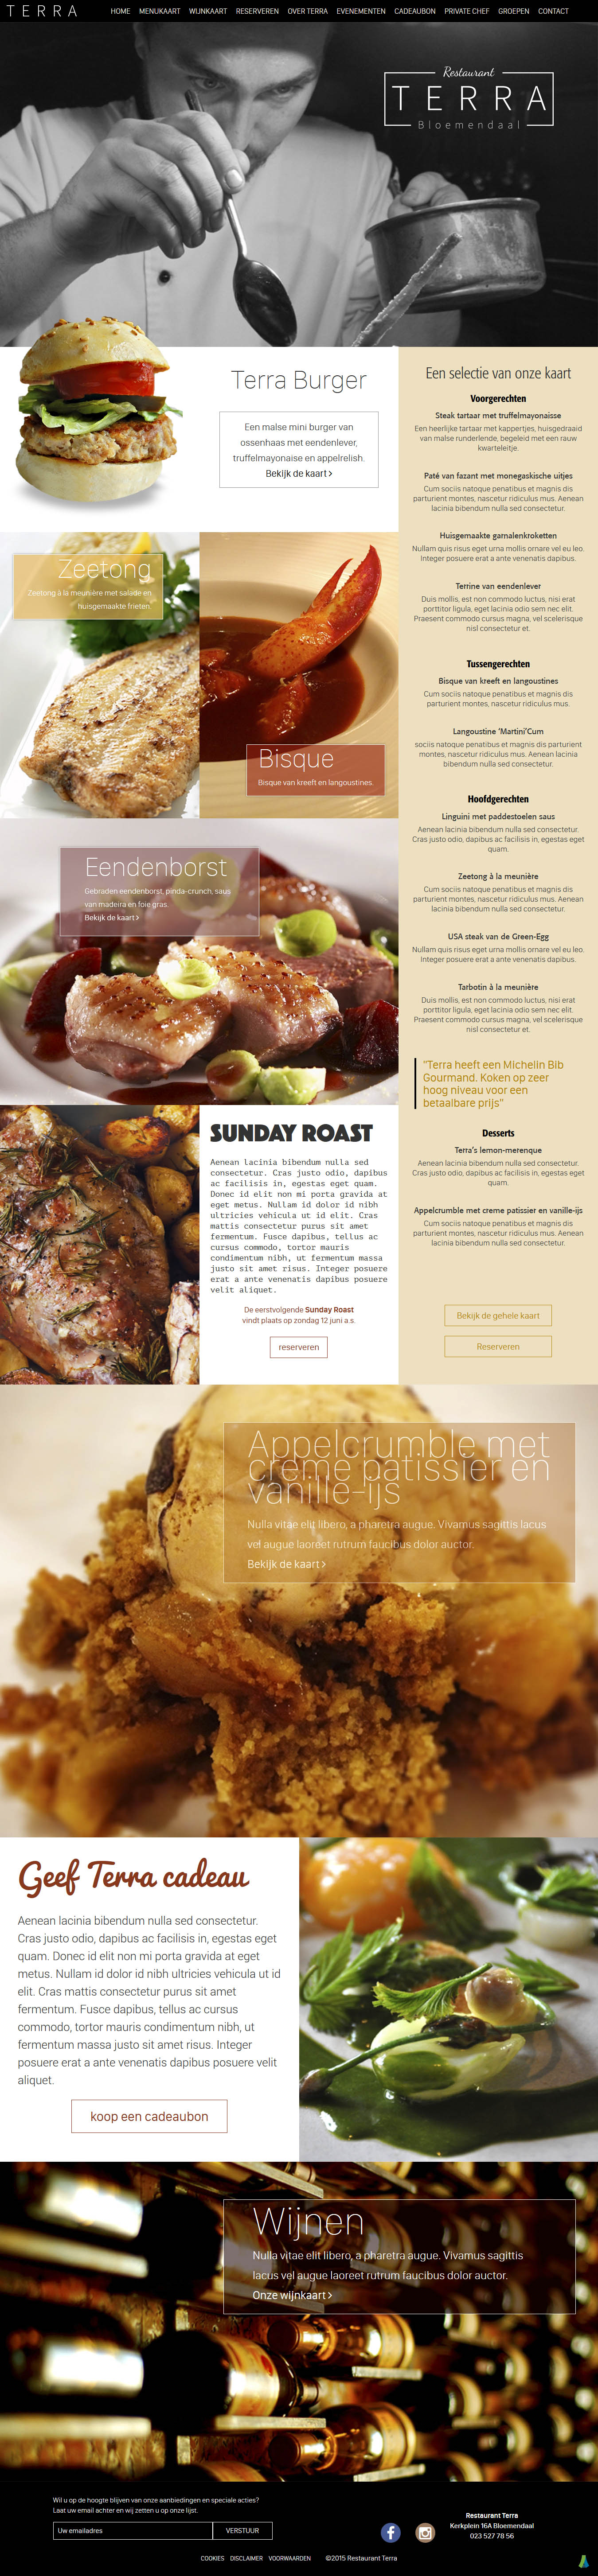 TERRA
HOME MENUKAART WIJNKAART RESERVEREN OVER TERRA EVENEMENTEN CADEAUBON PRIVATE CHEF GROEPEN CONTACT
Restaurant
TERRA
Bloemendaal
Terra Burger
Een malse mini burger van
ossenhaas met eendenlever,
truffelmayonaise en appelrelish.
Bekijk de kaart >
Zeetong
Zeetong à la meunière met salade en
huisgemaakte frieten.
Bisque
Bisque van kreeft en langoustines.
Eendenborst
Gebraden eendenborst, pinda-crunch, saus
van madeira en foie gras.
Bekijk de kaart >
SUNDAY ROAST
Aenean lacinia bibendum nulla sed
consectetur. Cras justo odio, dapibus
ac facilisis in, egestas eget quam.
Donec id elit non mi porta gravida at
eget metus. Nullam id dolor id nibh
ultricies vehicula ut id elit. Cras
mattis consectetur purus sit amet
fermentum. Fusce dapibus, tellus ac
cursus commodo, tortor mauris
condimentum nibh, ut fermentum massa
justo sit amet risus. Integer posuere
erat a ante venenatis dapibus posuere
velit aliquet.
De eerstvolgende Sunday Roast
vindt plaats op zondag 12 juni a.s.
reserveren
Een selectie van onze kaart
Voorgerechten
Steak tartaar met truffelmayonaisse
Een heerlijke tartaar met kappertjes, huisgedraaid
van malse runderlende, begeleid met een rauw
kwarteleitje.
Paté van fazant met monegaskische uitjes
Cum sociis natoque penatibus et magnis dis
parturient montes, nascetur ridiculus mus. Aenean
lacinia bibendum nulla sed consectetur.
Huisgemaakte garnalenkroketten
Nullam quis risus eget urna mollis ornare vel eu leo.
Integer posuere erat a ante venenatis dapibus.
Terrine van eendenlever
Duis mollis, est non commodo luctus, nisi erat
porttitor ligula, eget lacinia odio sem nec elit.
Praesent commodo cursus magna, vel scelerisque
nisl consectetur et.
Tussengerechten
Bisque van kreeft en langoustines
Cum sociis natoque penatibus et magnis dis
parturient montes, nascetur ridiculus mus.
Langoustine 'Martini'Cum
sociis natoque penatibus et magnis dis parturient
montes, nascetur ridiculus mus. Aenean lacinia
bibendum nulla sed consectetur.
Hoofdgerechten
Linguini met paddestoelen saus
Aenean lacinia bibendum nulla sed consectetur.
Cras justo odio, dapibus ac facilisis in, egestas eget
quam.
Zeetong à la meunière
Cum sociis natoque penatibus et magnis dis
parturient montes, nascetur ridiculus mus. Aenean
lacinia bibendum nulla sed consectetur.
USA steak van de Green-Egg
Nullam quis risus eget urna mollis ornare vel eu leo.
Integer posuere erat a ante venenatis dapibus.
Tarbotin à la meunière
Duis mollis, est non commodo luctus, nisi erat
porttitor ligula, eget lacinia odio sem nec elit.
Praesent commodo cursus magna, vel scelerisque
nisl consectetur et.
"Terra heeft een Michelin Bib
Gourmand. Koken op zeer
hoog niveau voor een
betaalbare prijs"
Desserts
Terra's lemon-merenque
Aenean lacinia bibendum nulla sed consectetur.
Cras justo odio, dapibus ac facilisis in, egestas eget
quam.
Appelcrumble met creme patissier en vanille-ijs
Cum sociis natoque penatibus et magnis dis
parturient montes, nascetur ridiculus mus. Aenean
lacinia bibendum nulla sed consectetur.
Bekijk de gehele kaart
Reserveren
Appelcrumble met
creme patissier en
vanille-ijs
Nulla vitae elit libero, a pharetra augue. Vivamus sagittis lacus
vel augue laoreet rutrum faucibus dolor auctor.
Bekijk de kaart >
Geef Terra cadeau
Aenean lacinia bibendum nulla sed consectetur.
Cras justo odio, dapibus ac facilisis in, egestas eget
quam. Donec id elit non mi porta gravida at eget
metus. Nullam id dolor id nibh ultricies vehicula ut id
elit. Cras mattis consectetur purus sit amet
fermentum. Fusce dapibus, tellus ac cursus
commodo, tortor mauris condimentum nibh, ut
fermentum massa justo sit amet risus. Integer
posuere erat a ante venenatis dapibus posuere velit
aliquet.
koop een cadeaubon
Wijnen
Nulla vitae elit libero, a pharetra augue. Vivamus sagittis
lacus vel augue laoreet rutrum faucibus dolor auctor.
Onze wijnkaart >
Wil u op de hoogte blijven van onze aanbiedingen en speciale acties?
Laat uw email achter en wij zetten u op onze lijst.
Uw emailadres
VERSTUUR
Restaurant Terra
Kerkplein 16A Bloemendaal
023 527 78 56
COOKIES DISCLAIMER VOORWAARDEN ©2015 Restaurant Terra